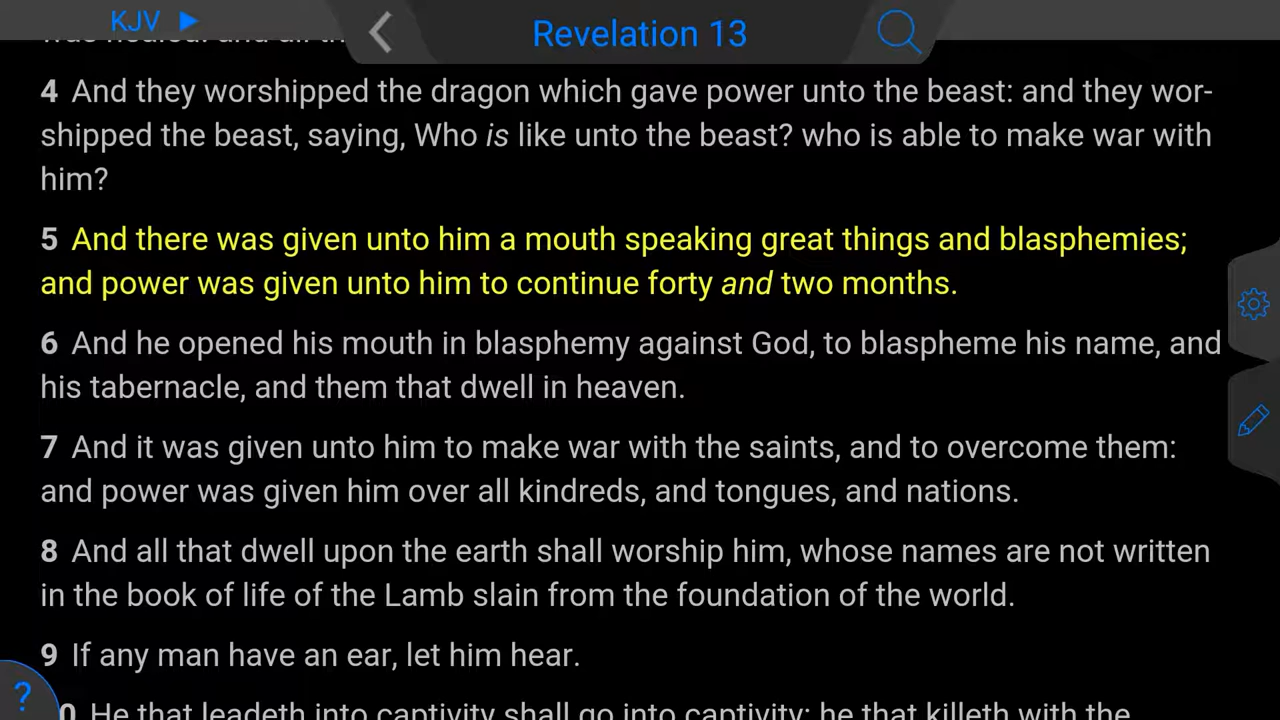 KJV
Revelation 13
4 And they worshipped the dragon which gave power unto the beast: and they wor-
shipped the beast, saying, Who is like unto the beast? who is able to make war with
him?
5 And there was given unto him a mouth speaking great things and blasphemies;
and power was given unto him to continue forty and two months.
6 And he opened his mouth in blasphemy against God, to blaspheme his name, and
his tabernacle, and them that dwell in heaven.
7 And it was given unto him to make war with the saints, and to overcome them:
and power was given him over all kindreds, and tongues, and nations.
8 And all that dwell upon the earth shall worship him, whose names are not written
in the book of life of the Lamb slain from the foundation of the world.
9 If any man have an ear, let him hear.
?
0 He that leadeth into captivity shall go into captivity: he that killeth with the